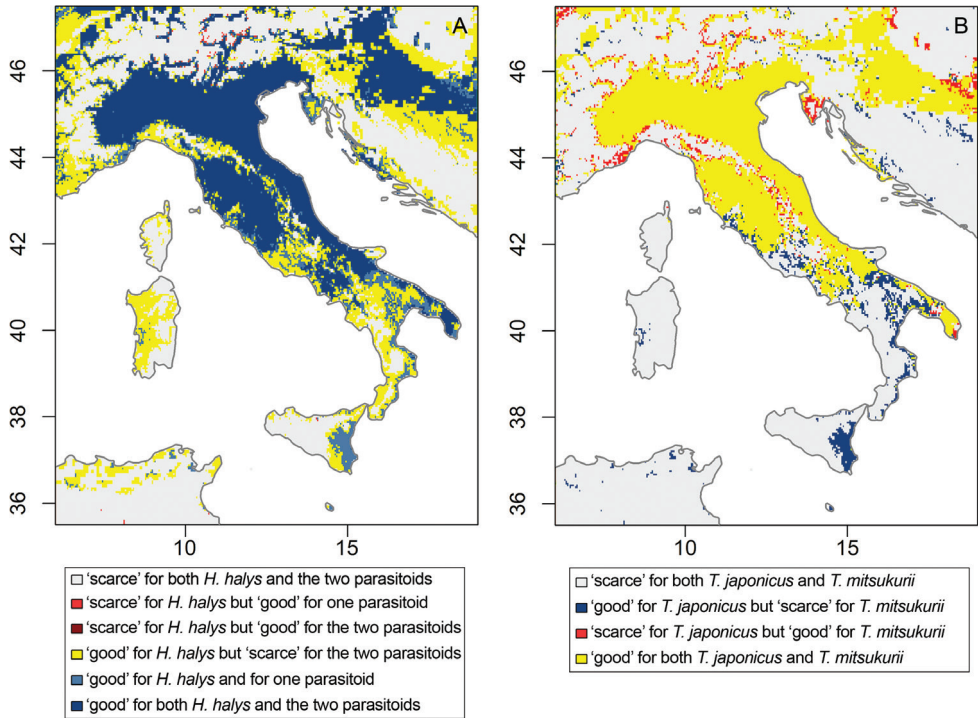 A
B
46
44
42
40
38
36
10
15
46
44
42
40
38
36
10
15
'scarce' for both H. halys and the two parasitoids
'scarce' for H. halys but 'good' for one parasitoid
'scarce' for H. halys but 'good' for the two parasitoids
'good' for H. halys but 'scarce' for the two parasitoids
'good' for H. halys and for one parasitoid
'good' for both H. halys and the two parasitoids
'scarce' for both T. japonicus and T. mitsukurii
'good' for T. japonicus but 'scarce' for T. mitsukurii
'scarce' for T. japonicus but 'good' for T. mitsukurii
'good' for both T. japonicus and T. mitsukurii